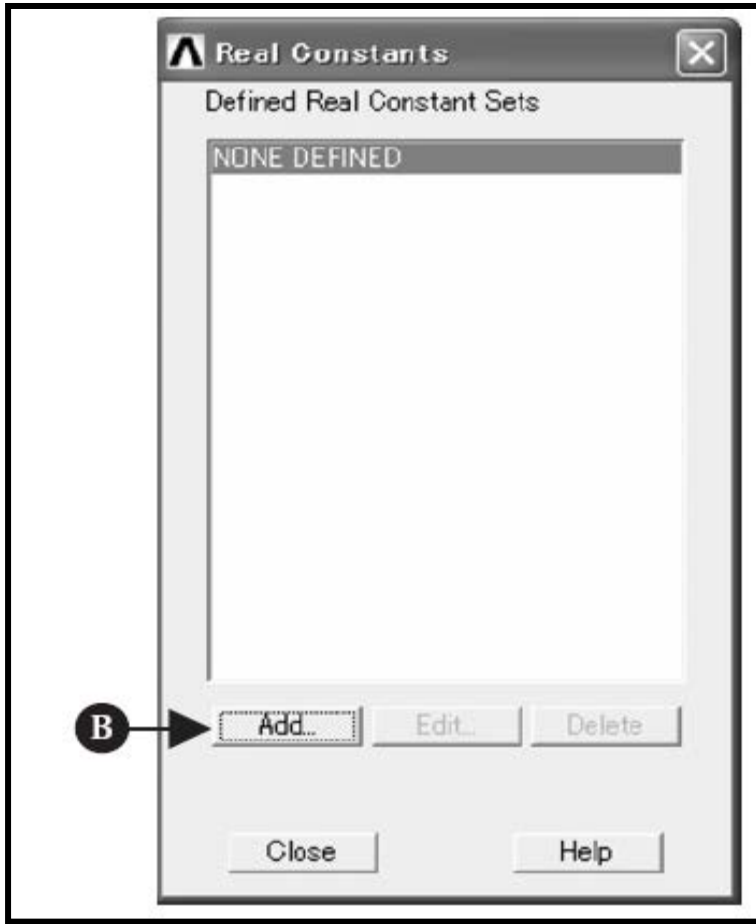 Real Constants
Defined Real Constant Sets
NONE DEFINED
B
Add... Edit... Delete
Close Help